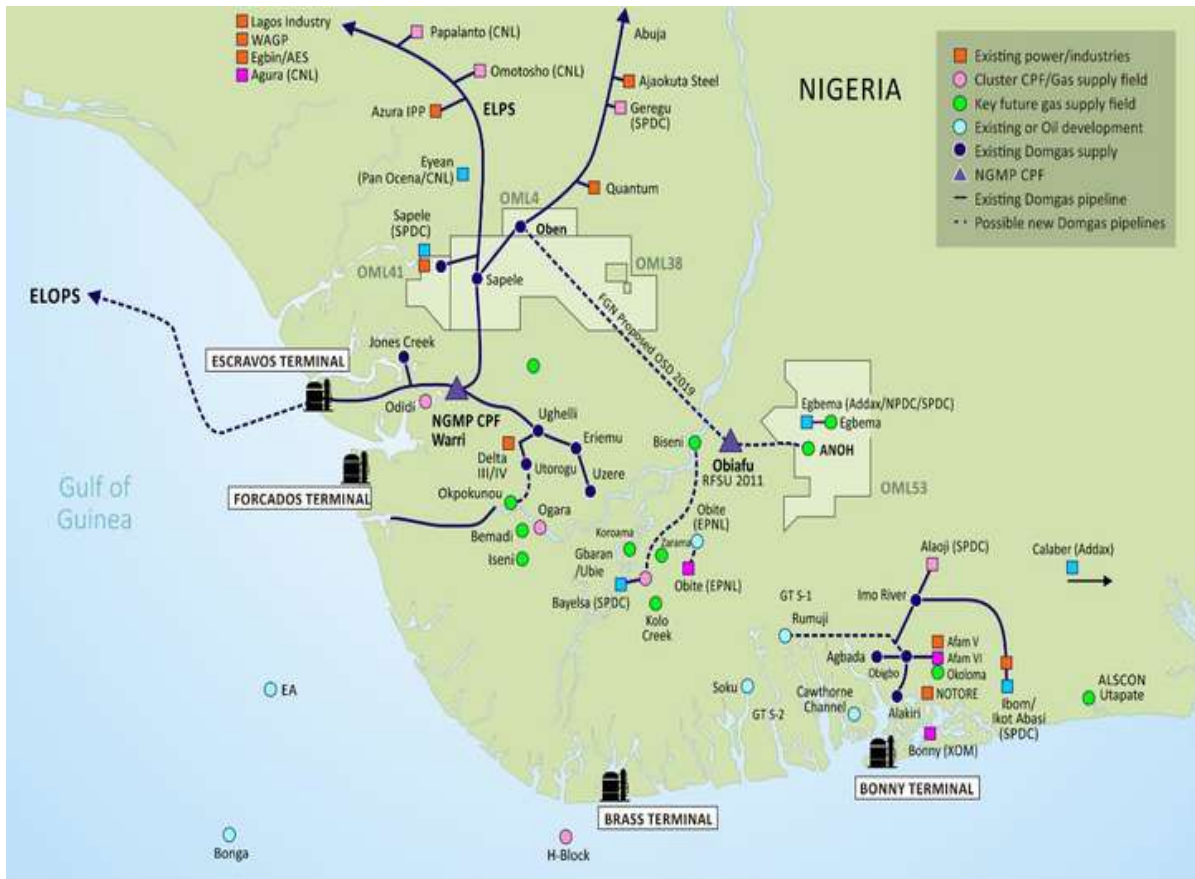 Lagos Industry
WAGP
Egbin/AES
Agura (CNL)
Papalanto (CNL)
Omotosho (CNL)
Azura IPP
ELPS
Abuja
Ajaokuta Steel
Geregu
(SPDC)
NIGERIA
Existing power/industries
Cluster CPF/Gas supply field
Key future gas supply field
Existing or Oil development
Existing Domgas supply
NGMP CPF
Existing Domgas pipeline
Possible new Domgas pipelines
Eyean
(Pan Ocena/CNL)
Quantum
OML4
Sapele
(SPDC)
Oben
OML41
OML38
Sapele
ELOPS
FGN Proposed OSD 2019
Jones Creek
ESCRAVOS TERMINAL
Odidi
NGMP CPF
Warri
Ughelli
Eriemu
Delta
III/IV
Utorogu
Uzere
Biseni
Obiafu
RFSU 2011
Egbema (Addax/NPDC/SPDC)
Egbema
ANOH
OML53
Gulf of
Guinea
FORCADOS TERMINAL
Okpokunou
Ogara
Bemadi
Iseni
Koroama
Zarama
Obite
(EPNL)
Gbaran
/Ubie
Bayelsa (SPDC)
Obite (EPNL)
Kolo
Creek
Alaoji (SPDC)
Calaber (Addax)
GT S-1
Rumuji
Imo River
Agbada
Obigbo
Afam V
Afam VI
Okoloma
NOTORE
Alakiri
Ibom/
Ikot Abasi
(SPDC)
ALSCON
Utapate
EA
Soku
GT S-2
Cawthorne
Channel
Bonny (XOM)
BONNY TERMINAL
BRASS TERMINAL
Bonga
H-Block